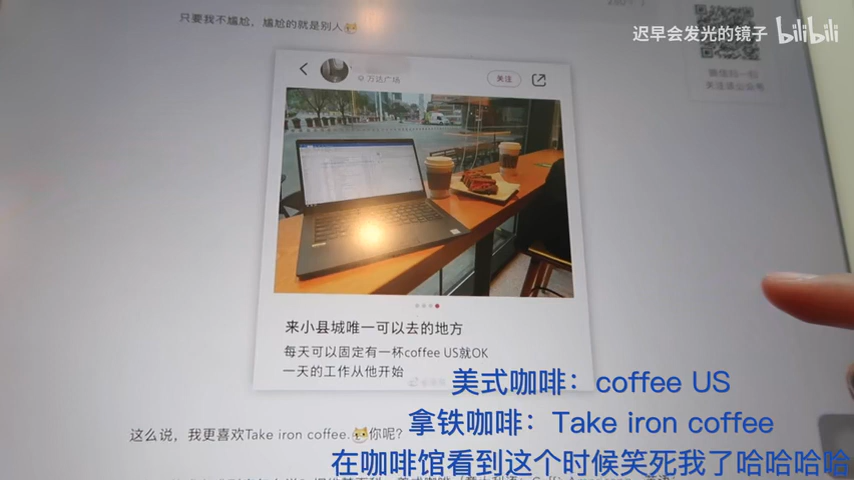 迟早会发光的镜子 bilibili
只要我不尴尬，尴尬的就是别人
万达广场
关注
来小县城唯一可以去的地方
每天可以固定有一杯coffee US就OK
一天的工作从他开始
美式咖啡：coffee US
拿铁咖啡：Take iron coffee
这么说，我更喜欢Take iron coffee.你呢？
在咖啡馆看到这个时候笑死我了哈哈哈哈